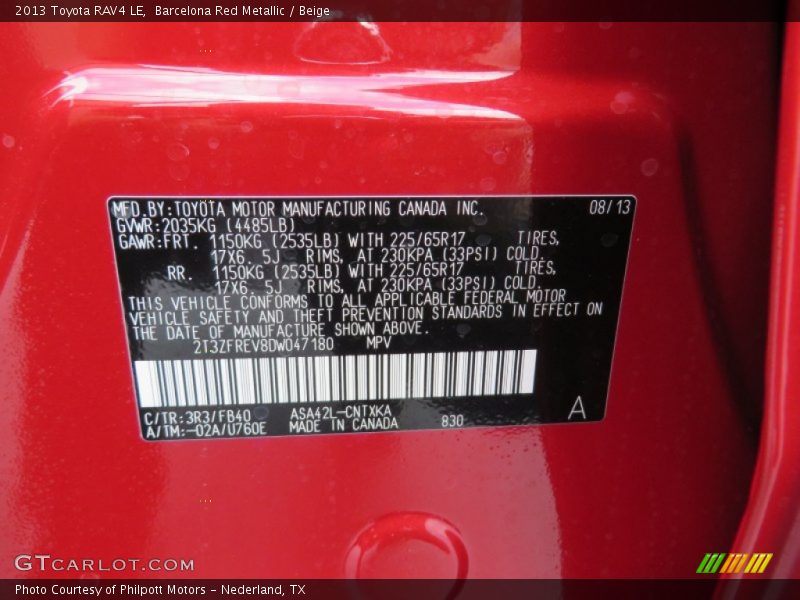 2013 Toyota RAV4 LE, Barcelona Red Metallic / Beige
MFD.BY:TOYOTA MOTOR MANUFACTURING CANADA INC. 08/13
GVWR:2035KG (4485LB)
GAWR:FRT. 1150KG (2535LB) WITH 225/65R17 TIRES,
17X6. 5J RIMS, AT 230KPA (33PSI) COLD.
RR. 1150KG (2535LB) WITH 225/65R17 TIRES,
17X6. 5J RIMS, AT 230KPA (33PSI) COLD.
THIS VEHICLE CONFORMS TO ALL APPLICABLE FEDERAL MOTOR
VEHICLE SAFETY AND THEFT PREVENTION STANDARDS IN EFFECT ON
THE DATE OF MANUFACTURE SHOWN ABOVE.
2T3ZFREV8DW047180 MPV
C/TR:3R3/FB40 ASA42L-CNTXKA A
A/TM:-02A/U760E MADE IN CANADA 830
GTCARLOT.COM
Photo Courtesy of Philpott Motors - Nederland, TX